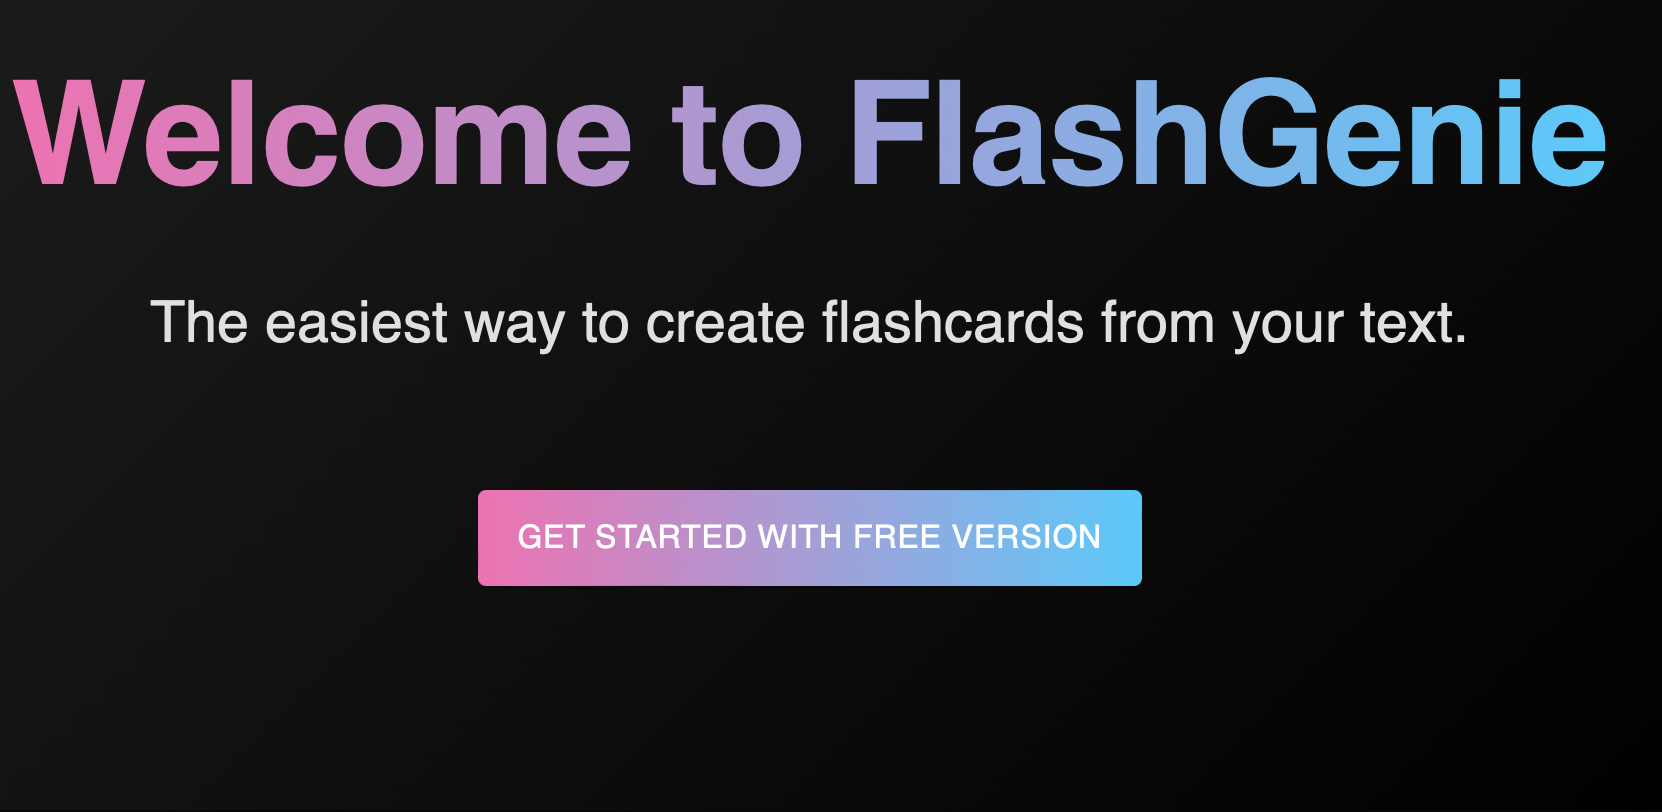 Welcome to FlashGenie
The easiest way to create flashcards from your text.
GET STARTED WITH FREE VERSION